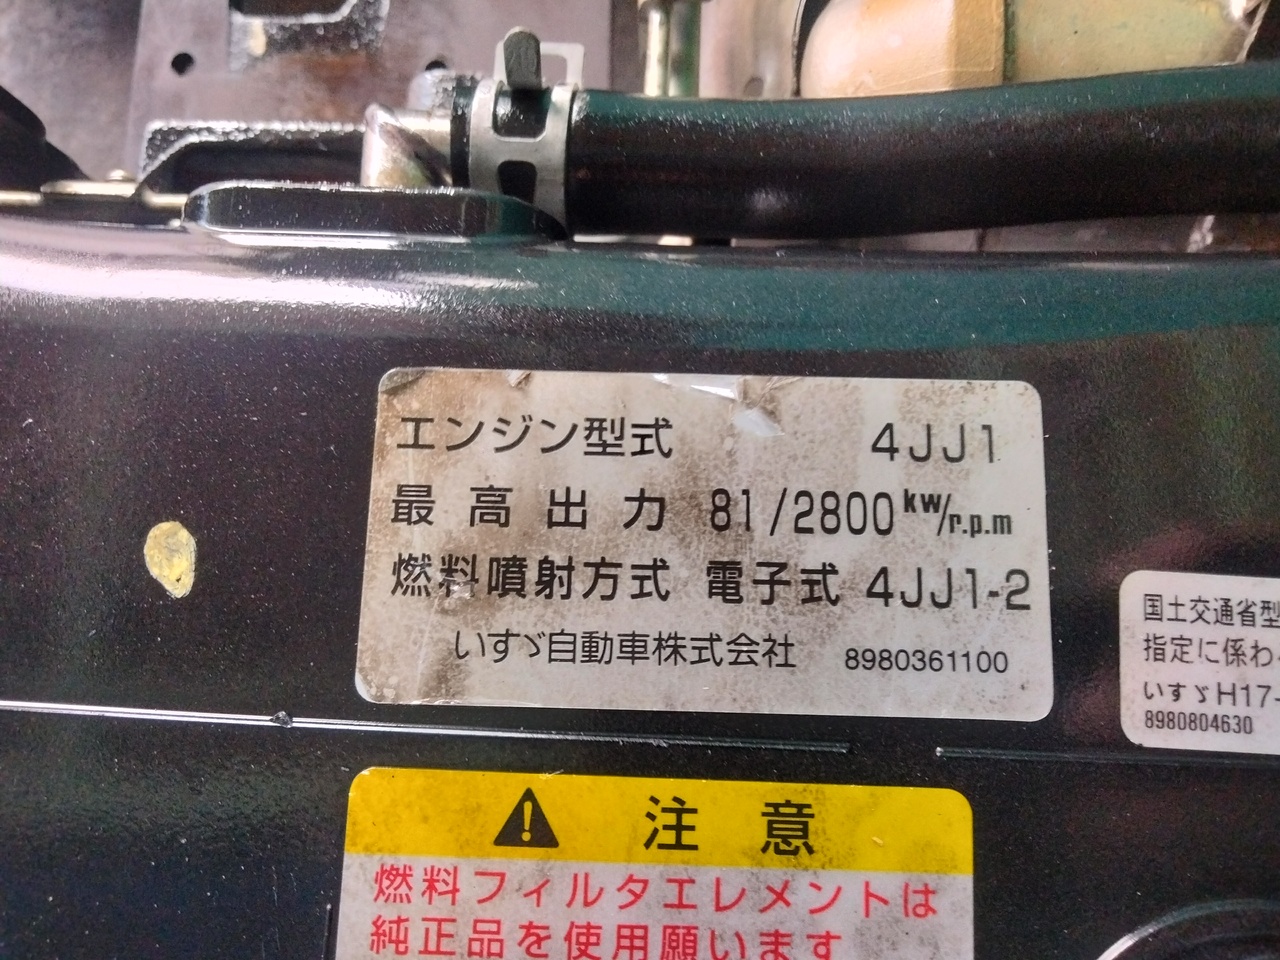 エンジン型式 4JJ1
最高出力 81/2800kw/r.p.m
燃料噴射方式 電子式 4JJ1-2
いすゞ自動車株式会社 8980361100
国土交通省型
指定に係わ
いすゞH17-
8980804630
注意
燃料フィルタエレメントは
純正品を使用願います